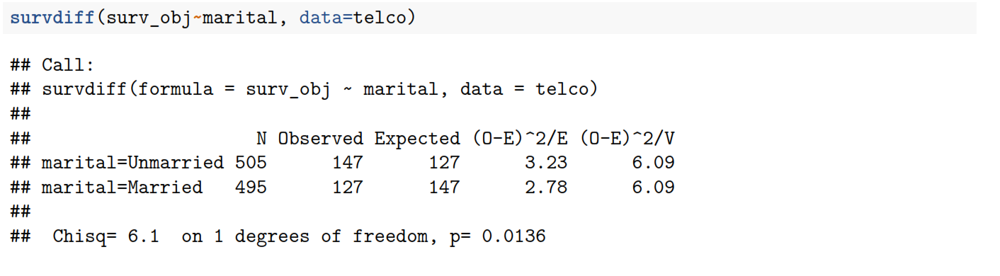 survdiff(surv_obj~marital, data=telco)
## Call:
## survdiff(formula = surv_obj ~ marital, data = telco)
##
##                     N Observed Expected (O-E)^2/E (O-E)^2/V
## marital=Unmarried 505      147      127      3.23      6.09
## marital=Married   495      127      147      2.78      6.09
##
##  Chisq= 6.1  on 1 degrees of freedom, p= 0.0136